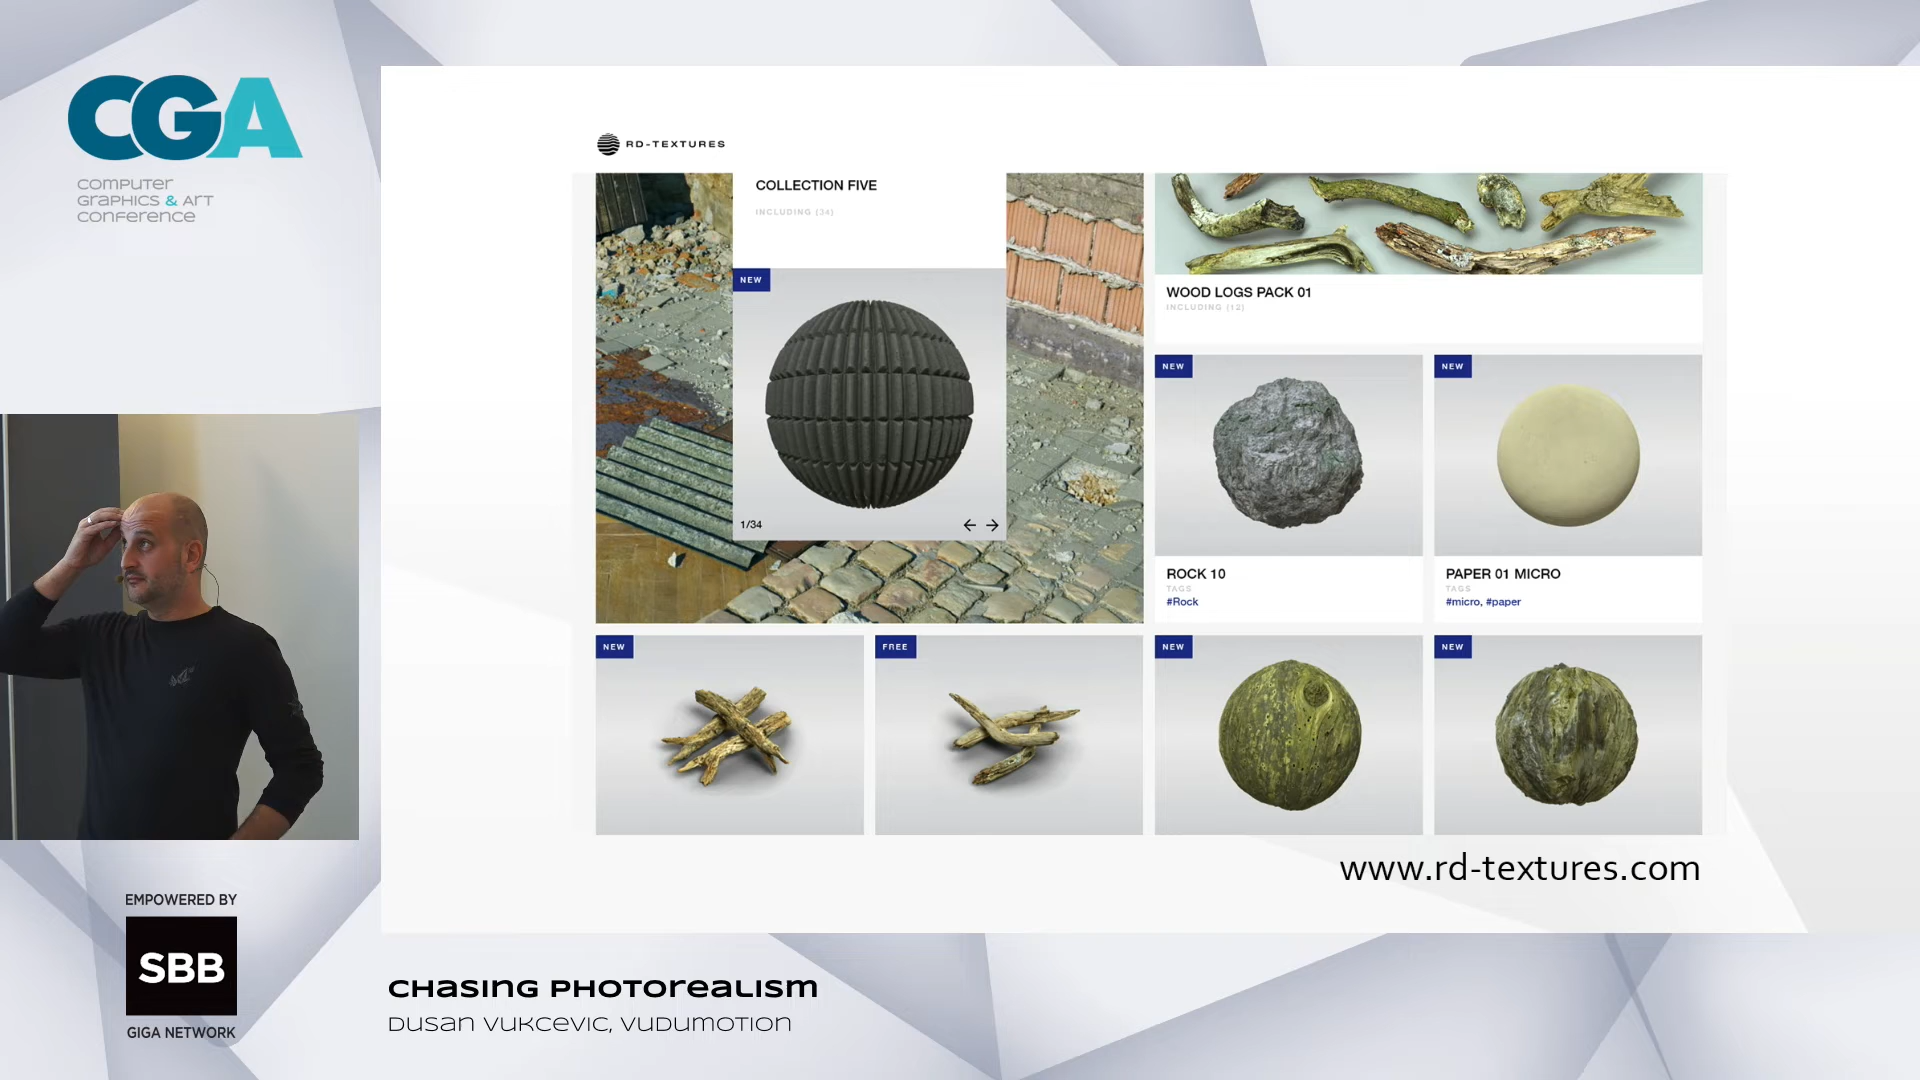 CGA
computer
graphics & art
conference
RD-TEXTURES
COLLECTION FIVE
INCLUDING (34)
NEW
1/34
WOOD LOGS PACK 01
INCLUDING (12)
NEW
NEW
ROCK 10
TAGS
#Rock
PAPER 01 MICRO
TAGS
#micro, #paper
NEW
FREE
NEW
NEW
www.rd-textures.com
EMPOWERED BY
SBB
GIGA NETWORK
Chasing Photorealism
Dusan Vukcevic, Vudumotion